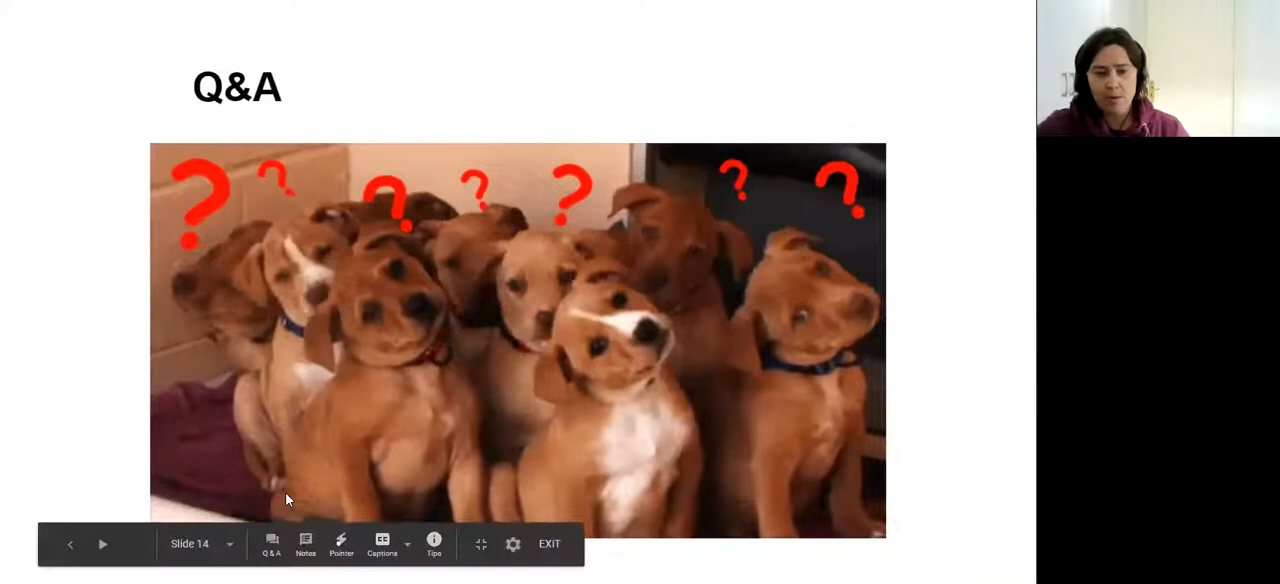 Q&A
? ? ? ? ? ? ?
Slide 14
Q&A
Notes
Pointer
Captions
Tips
EXIT